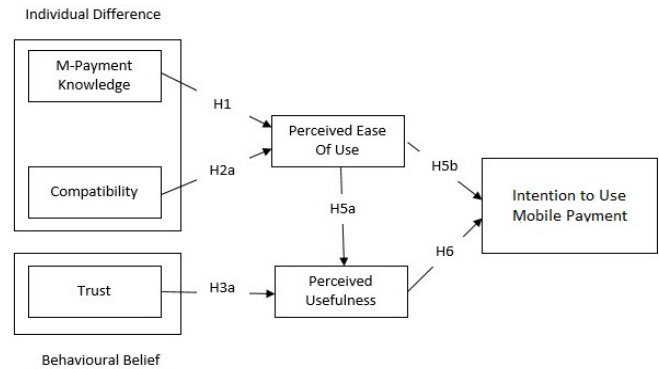 Individual Difference
M-Payment
Knowledge
H1
Perceived Ease
Of Use
H2a
Compatibility
H5b
Intention to Use
Mobile Payment
H5a
H6
Trust
H3a
Perceived
Usefulness
Behavioural Belief